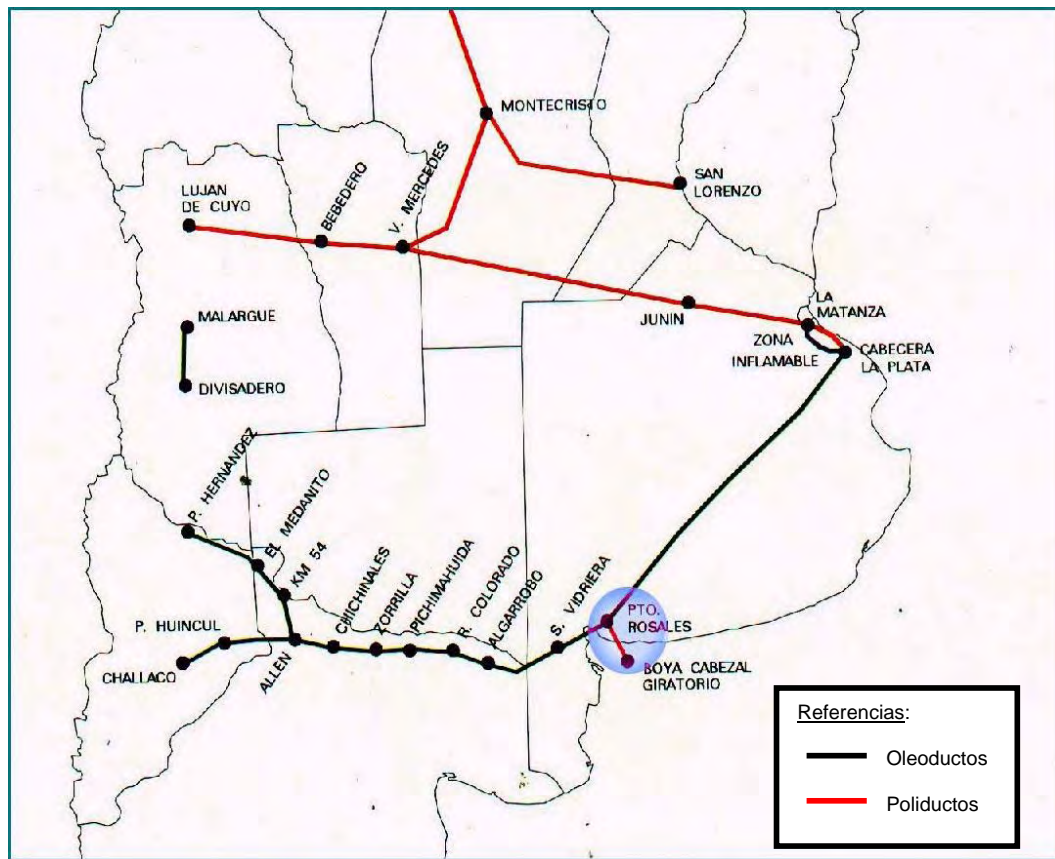 MONTECRISTO
SAN
LORENZO
LUJAN
DE CUYO
BEBEDERO
V. MERCEDES
JUNIN
LA
MATANZA
ZONA
INFLAMABLE
CABECERA
LA PLATA
MALARGUE
DIVISADERO
P. HERNANDEZ
EL MEDANITO
KM 54
CHICHINALES
ZORRILLA
PICHIMAHUIDA
R. COLORADO
ALGARROBO
S. VIDRIERA
PTO.
ROSALES
BOYA CABEZAL
GIRATORIO
P. HUINCUL
CHALLACO
ALLEN
Referencias:
Oleoductos
Poliductos